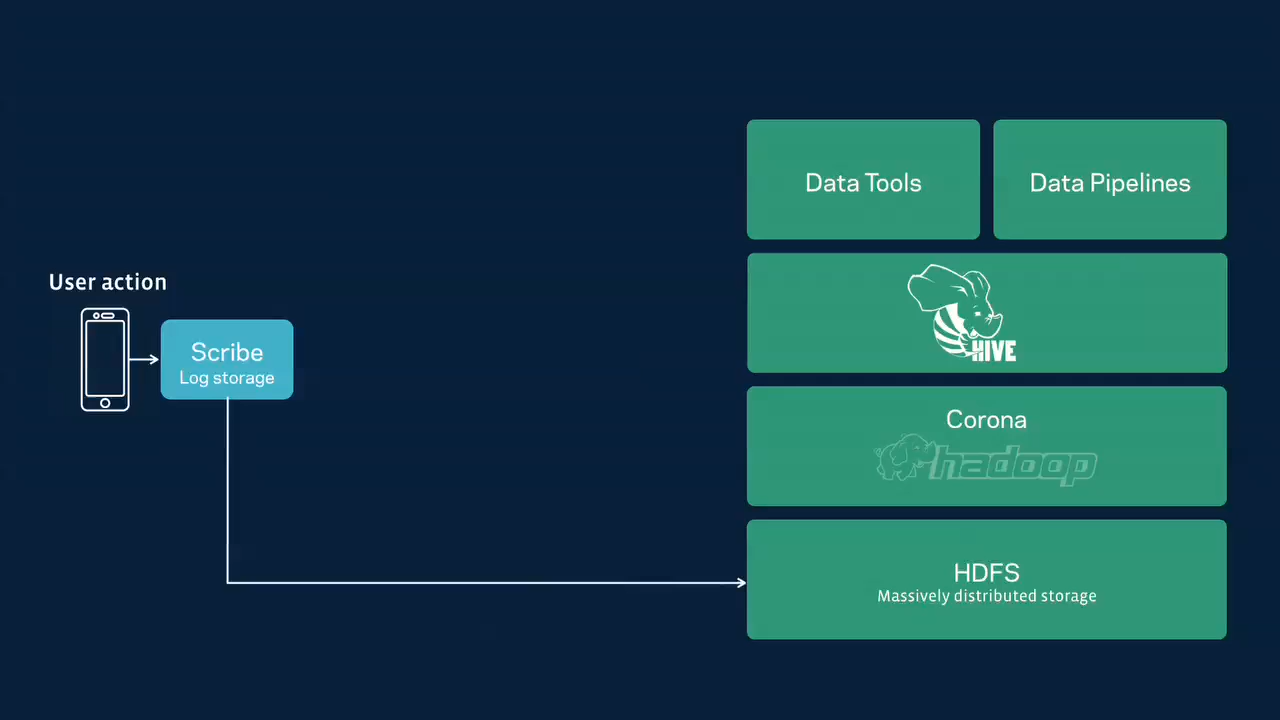 User action
Scribe
Log storage
Data Tools
Data Pipelines
HIVE
Corona
hadoop
HDFS
Massively distributed storage